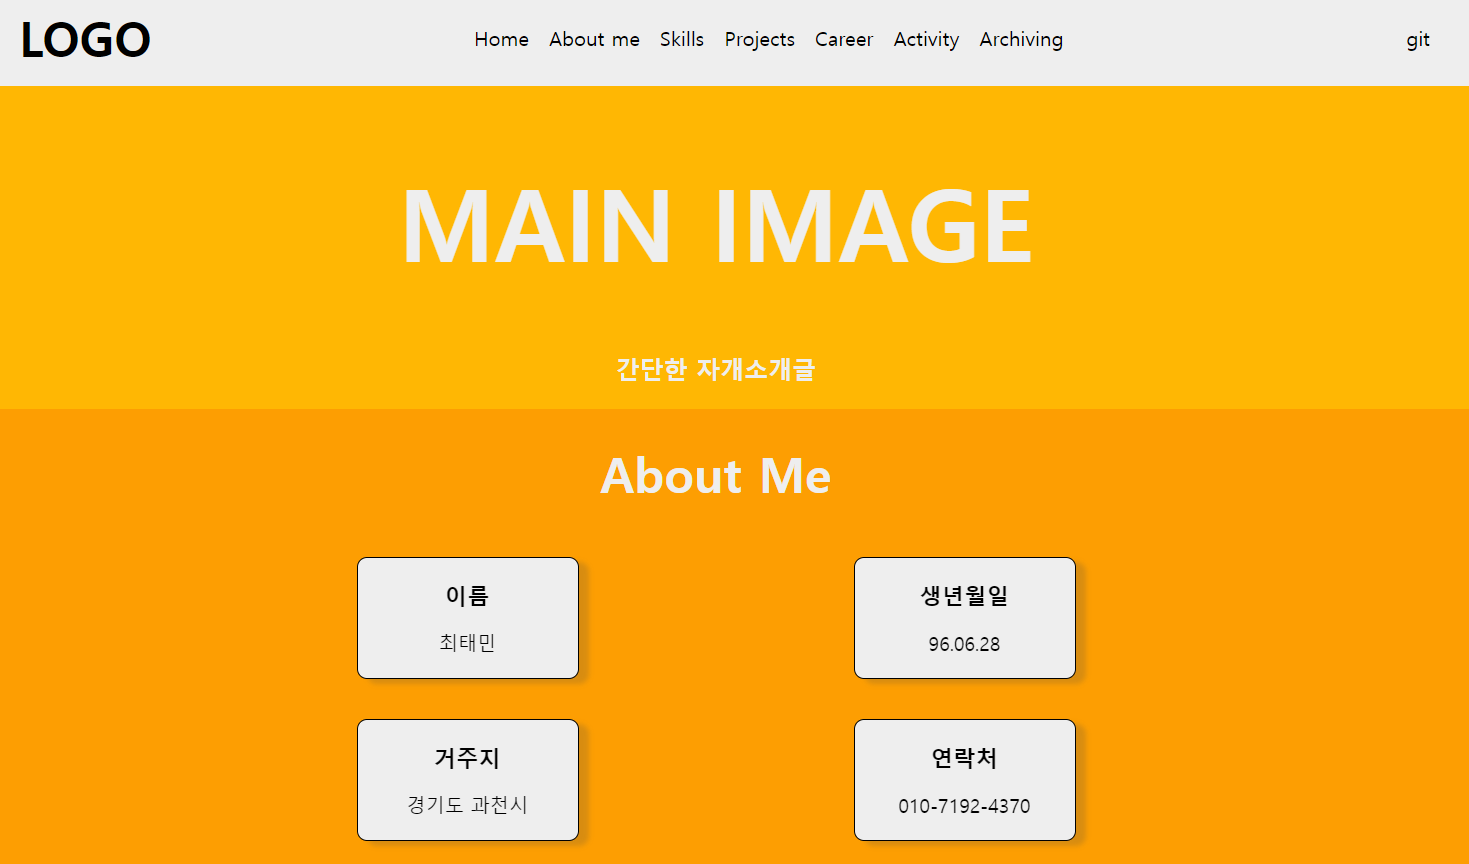 LOGO
Home About me Skills Projects Career Activity Archiving
git
MAIN IMAGE
간단한 자개소개글
About Me
이름
최태민
생년월일
96.06.28
거주지
경기도 과천시
연락처
010-7192-4370